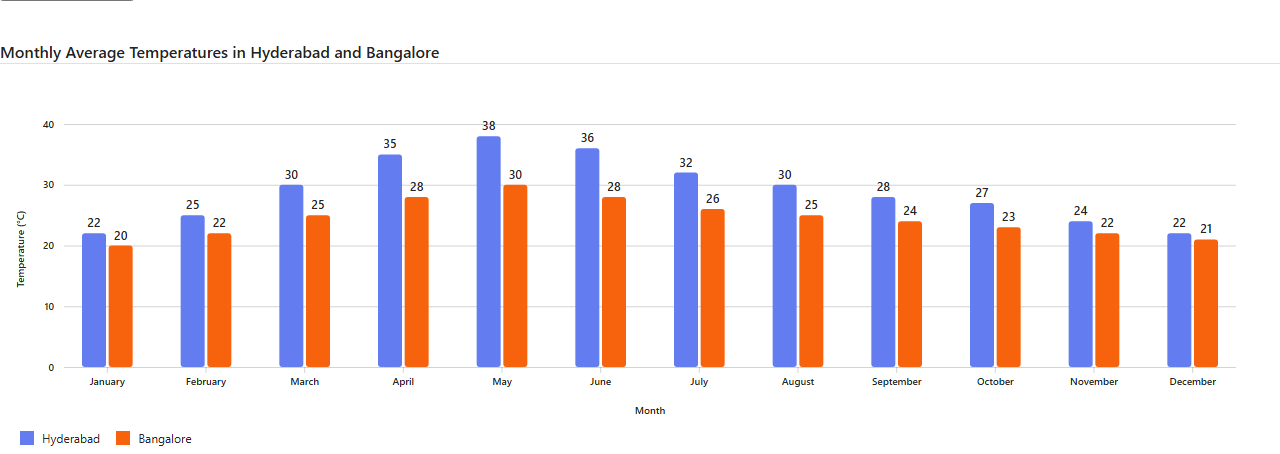 Monthly Average Temperatures in Hyderabad and Bangalore
40
30
20
10
0
Temperature (°C)
22 20 25 22 30 25 35 28 38 30 36 28 32 26 30 25 28 24 27 23 24 22 22 21
January February March April May June July August September October November December
Month
Hyderabad Bangalore